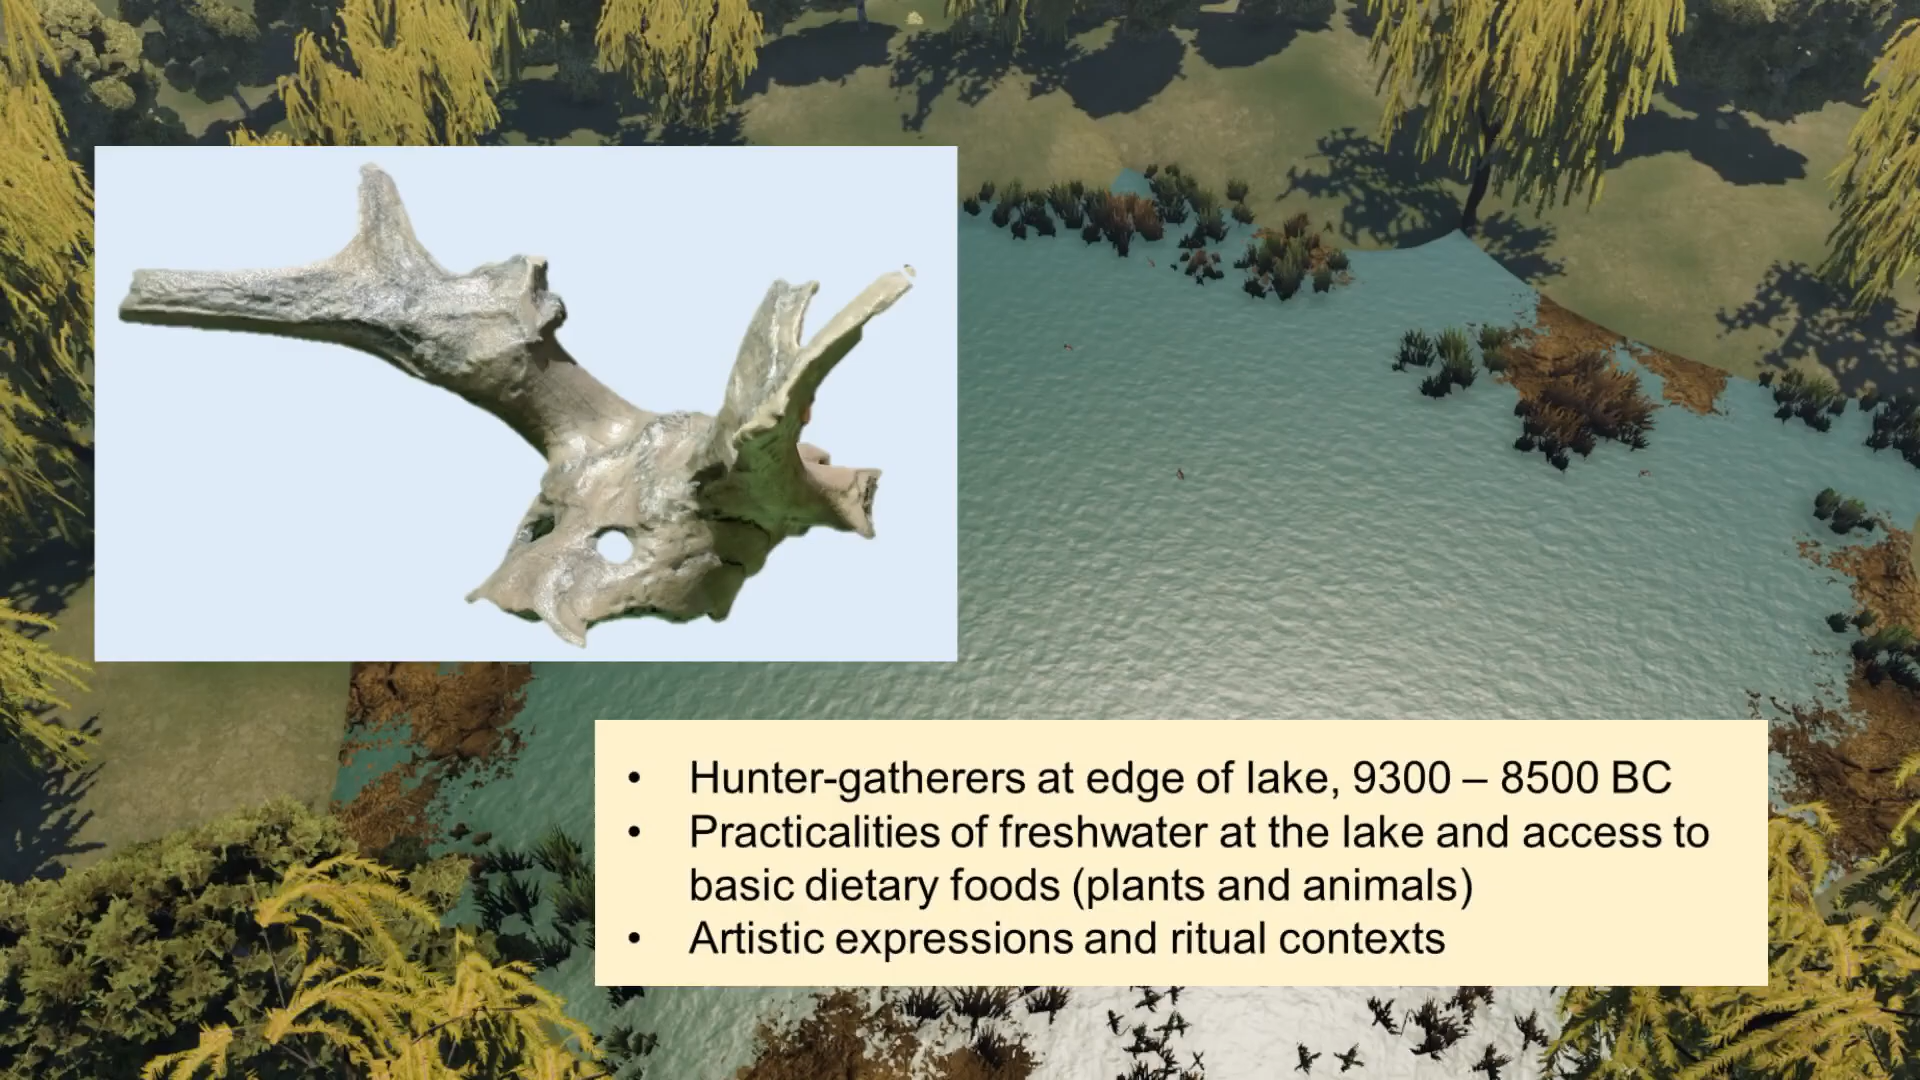 • Hunter-gatherers at edge of lake, 9300 – 8500 BC
• Practicalities of freshwater at the lake and access to
basic dietary foods (plants and animals)
• Artistic expressions and ritual contexts